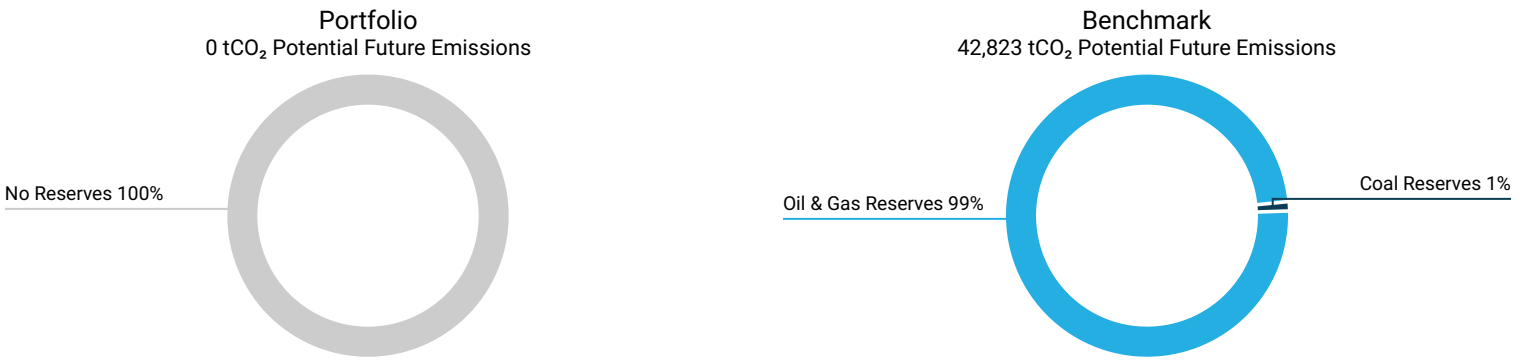 Portfolio
0 tCO₂ Potential Future Emissions
No Reserves 100%
Benchmark
42,823 tCO₂ Potential Future Emissions
Oil & Gas Reserves 99%
Coal Reserves 1%